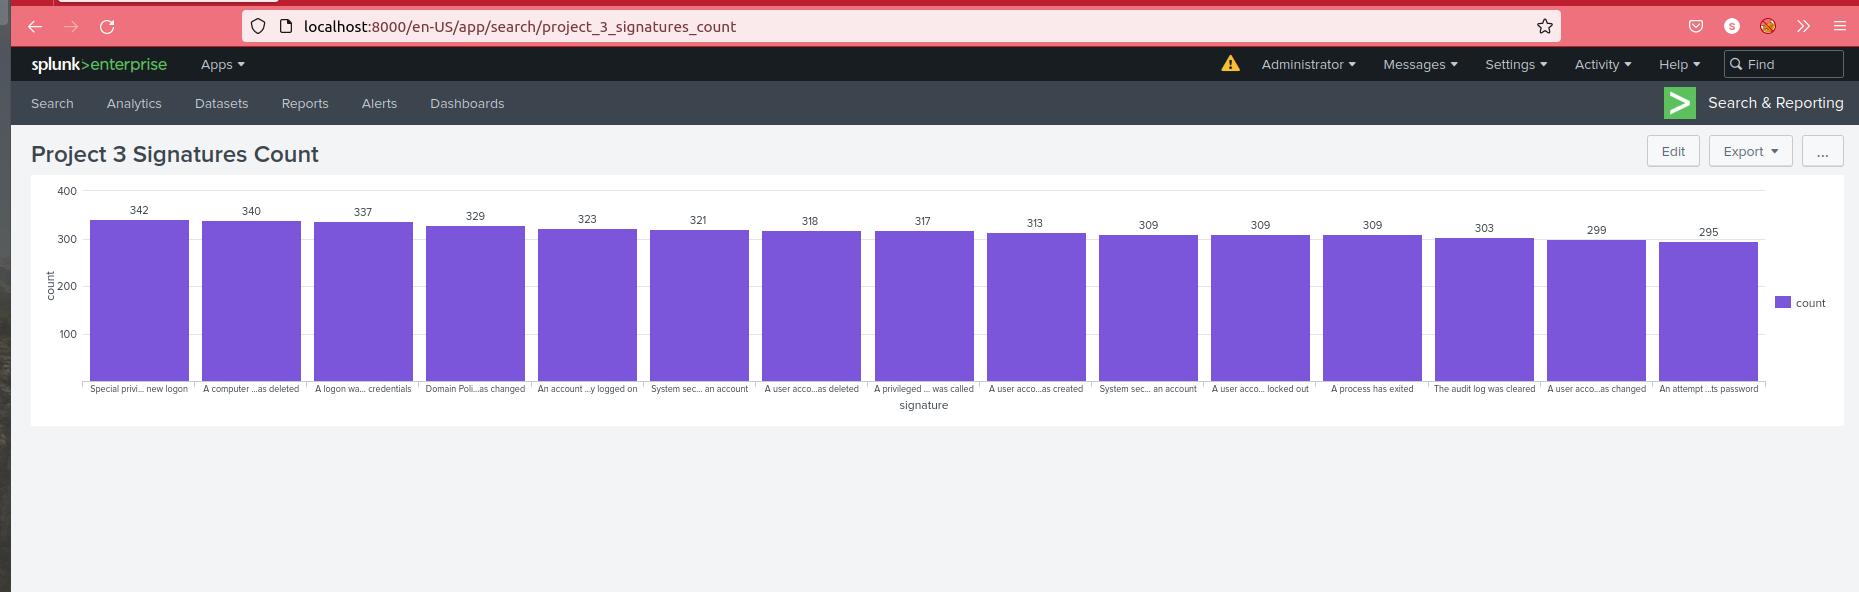 localhost:8000/en-US/app/search/project_3_signatures_count
S
splunk>enterprise Apps Administrator Messages Settings Activity Help Find
Search Analytics Datasets Reports Alerts Dashboards Search & Reporting
Project 3 Signatures Count
Edit Export ...
400
300
200
100
count
342 340 337 329 323 321 318 317 313 309 309 309 303 299 295
count
Special privi... new logon A computer ...as deleted A logon wa... credentials Domain Poli...as changed An account ...y logged on System sec... an account A user acco...as deleted A privileged ... was called A user acco...as created System sec... an account A user acco... locked out A process has exited The audit log was cleared A user acco...as changed An attempt ...ts password
signature